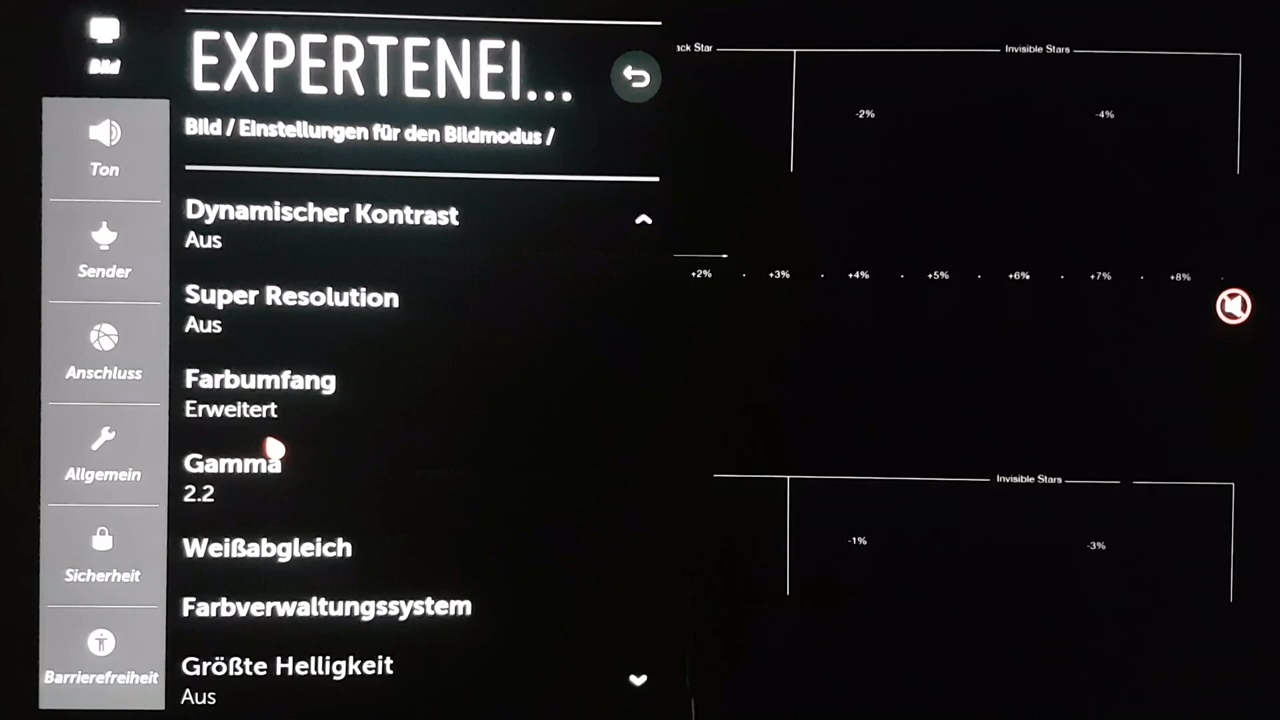 Bild
Ton
Sender
Anschluss
Allgemein
Sicherheit
Barrierefreiheit
EXPERTENEI...
Bild / Einstellungen für den Bildmodus /
Dynamischer Kontrast
Aus
Super Resolution
Aus
Farbumfang
Erweitert
Gamma
2.2
Weißabgleich
Farbverwaltungssystem
Größte Helligkeit
Aus
ack Star
Invisible Stars
-2%
-4%
+2% . +3% . +4% . +5% . +6% . +7% . +8% .
Invisible Stars
-1%
-3%